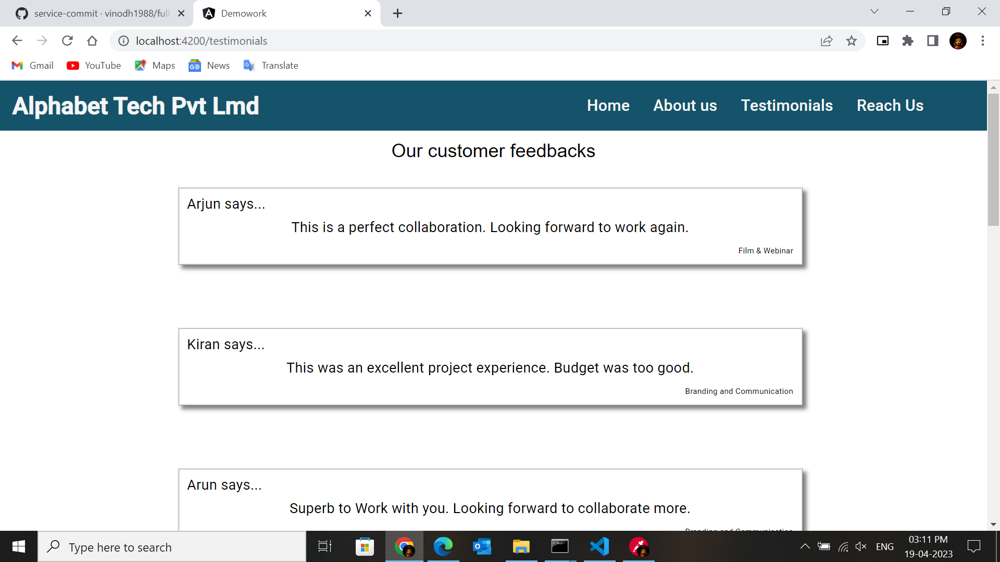 service-commit · vinodh1988/full
Demowork
localhost:4200/testimonials
Gmail
YouTube
Maps
News
Translate
Alphabet Tech Pvt Lmd
Home
About us
Testimonials
Reach Us
Our customer feedbacks
Arjun says...
This is a perfect collaboration. Looking forward to work again.
Film & Webinar
Kiran says...
This was an excellent project experience. Budget was too good.
Branding and Communication
Arun says...
Superb to Work with you. Looking forward to collaborate more.
Branding and Communication
Type here to search
ENG
03:11 PM
19-04-2023